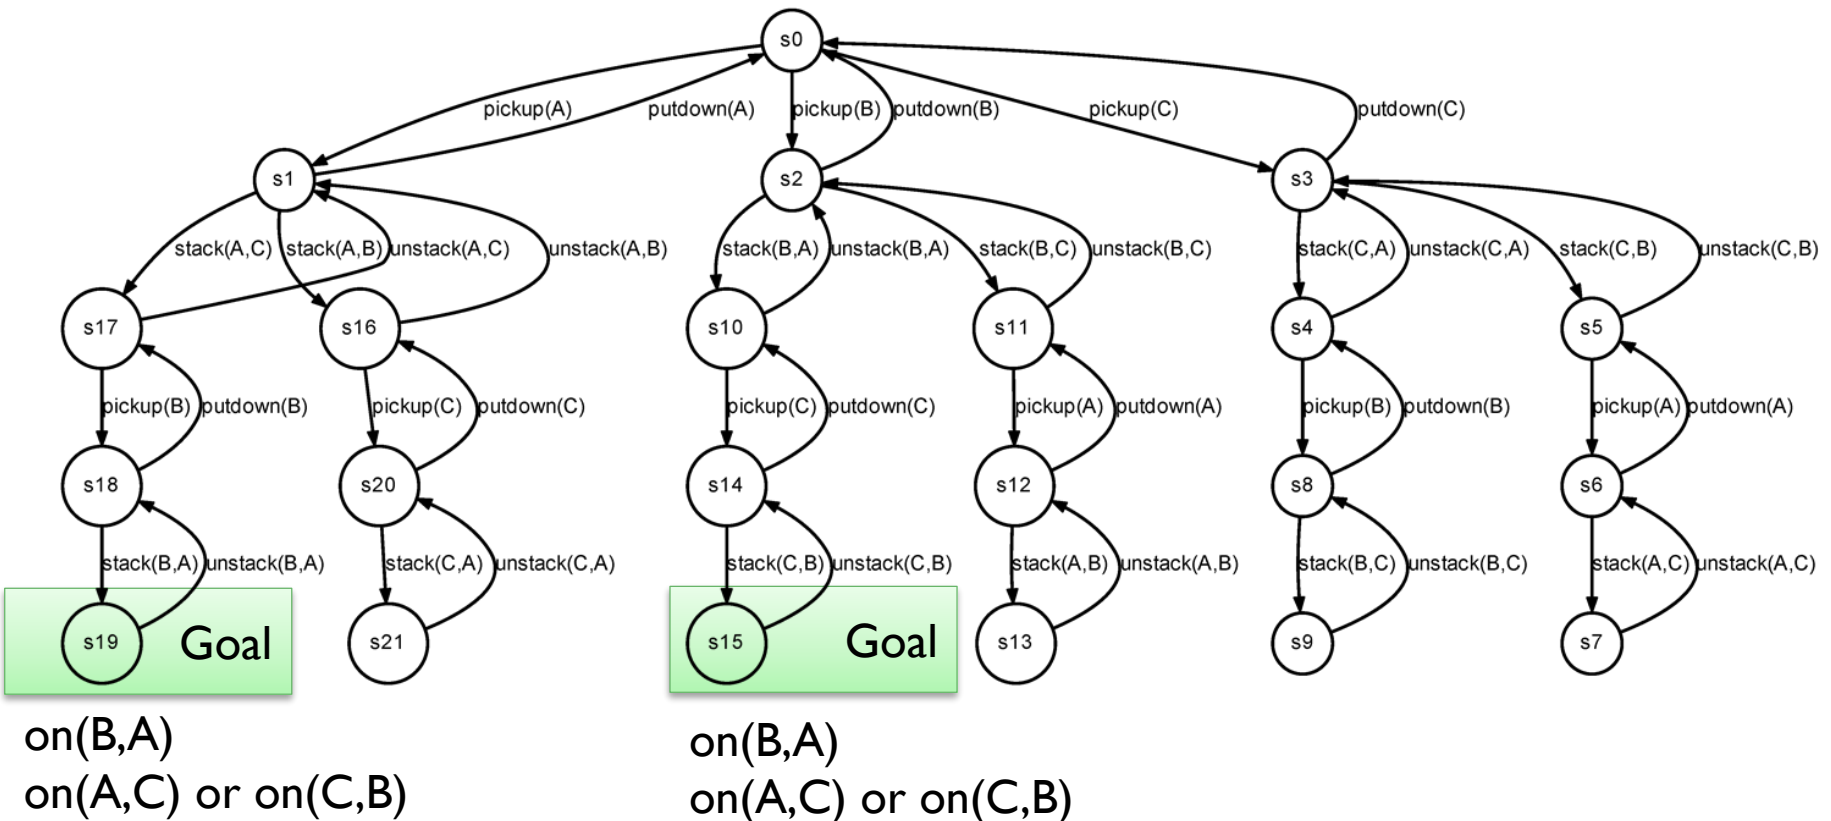 s0
pickup(A) putdown(A) pickup(B) putdown(B) pickup(C) putdown(C)
s1 s2 s3
stack(A,C) stack(A,B) unstack(A,C) unstack(A,B) stack(B,A) unstack(B,A) stack(B,C) unstack(B,C) stack(C,A) unstack(C,A) stack(C,B) unstack(C,B)
s17 s16 s10 s11 s4 s5
pickup(B) putdown(B) pickup(C) putdown(C) pickup(C) putdown(C) pickup(A) putdown(A) pickup(B) putdown(B) pickup(A) putdown(A)
s18 s20 s14 s12 s8 s6
stack(B,A) unstack(B,A) stack(C,A) unstack(C,A) stack(C,B) unstack(C,B) stack(A,B) unstack(A,B) stack(B,C) unstack(B,C) stack(A,C) unstack(A,C)
s19 Goal s21 s15 Goal s13 s9 s7
on(B,A)
on(A,C) or on(C,B)
on(B,A)
on(A,C) or on(C,B)